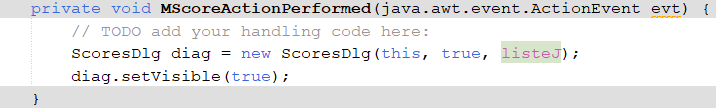 private void MScoreActionPerformed(java.awt.event.ActionEvent evt) {
// TODO add your handling code here:
ScoresDlg diag = new ScoresDlg(this, true, listeJ);
diag.setVisible(true);
}